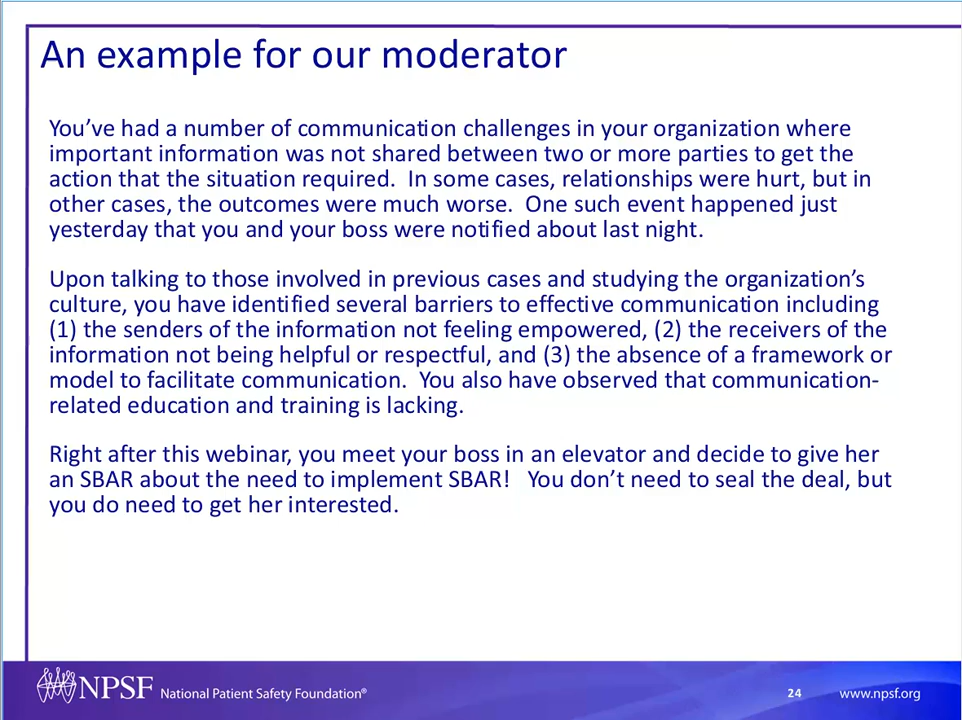 An example for our moderator
You’ve had a number of communication challenges in your organization where
important information was not shared between two or more parties to get the
action that the situation required.  In some cases, relationships were hurt, but in
other cases, the outcomes were much worse.  One such event happened just
yesterday that you and your boss were notified about last night.
Upon talking to those involved in previous cases and studying the organization’s
culture, you have identified several barriers to effective communication including
(1) the senders of the information not feeling empowered, (2) the receivers of the
information not being helpful or respectful, and (3) the absence of a framework or
model to facilitate communication.  You also have observed that communication-
related education and training is lacking.
Right after this webinar, you meet your boss in an elevator and decide to give her
an SBAR about the need to implement SBAR!   You don’t need to seal the deal, but
you do need to get her interested.
NPSF National Patient Safety Foundation® 24 www.npsf.org